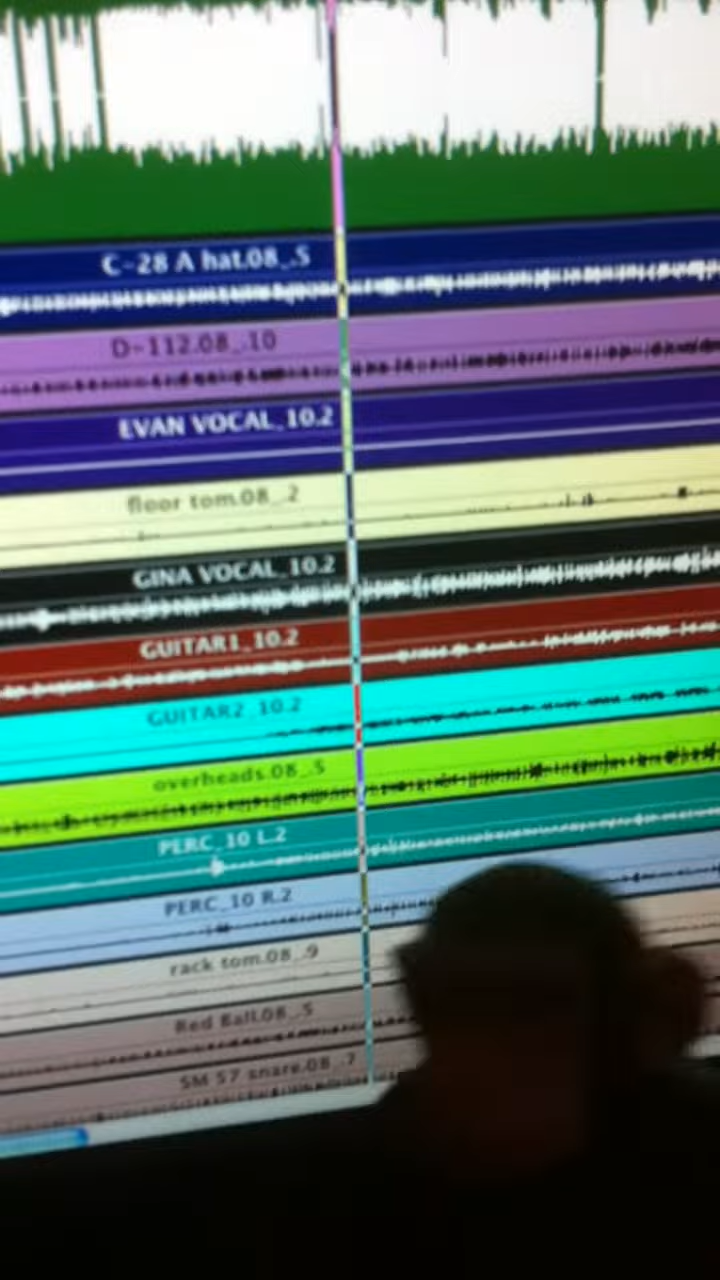 C-28 A hat.08_.5
D-112.08_.10
EVAN VOCAL_10.2
floor tom.08_.2
GINA VOCAL_10.2
GUITAR1_10.2
GUITAR2_10.2
overheads.08_.5
PERC_10 L.2
PERC_10 R.2
rack tom.08_.9
Red Ball.08_.5
SM 57 snare.08_.7